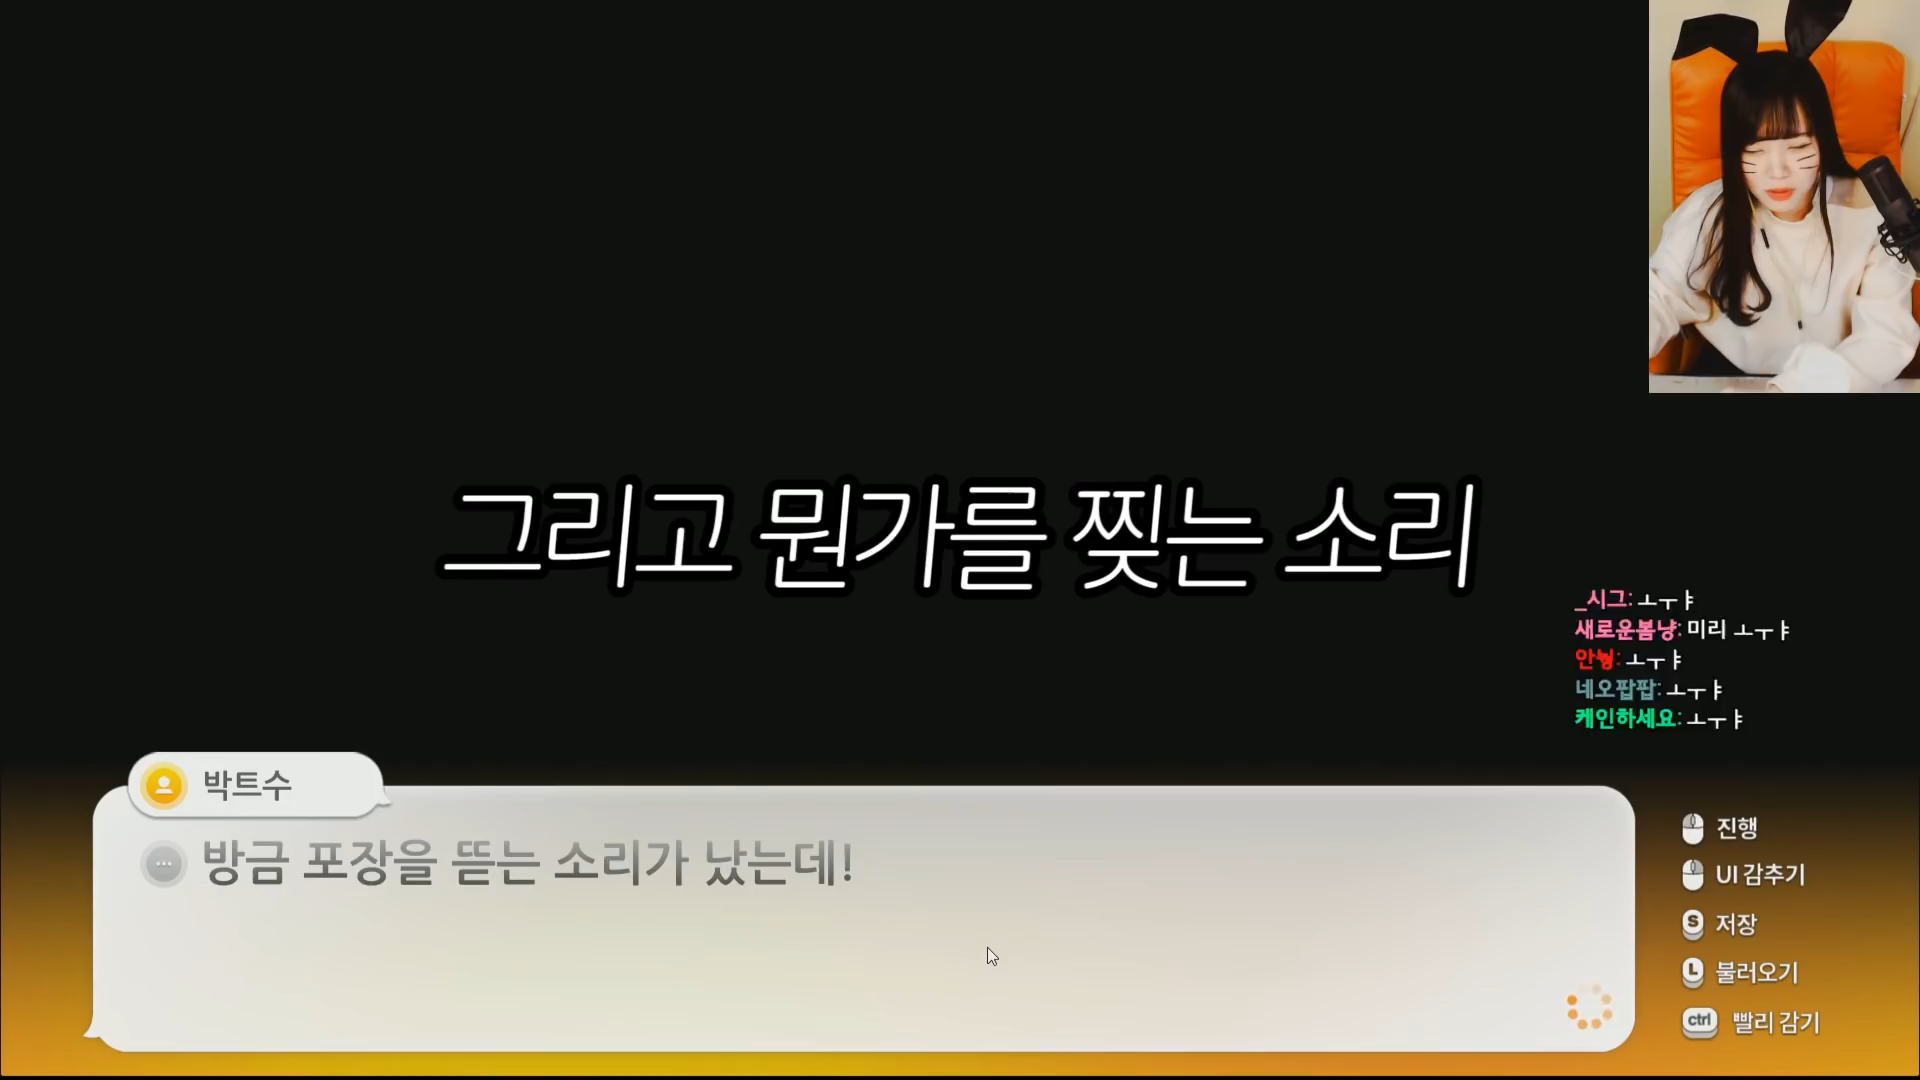 그리고 뭔가를 찢는 소리
_시그: ㅗㅜㅑ
새로운봄냥: 미리 ㅗㅜㅑ
ㅗㅜㅑ
네오팝팝: ㅗㅜㅑ
케인하세요: ㅗㅜㅑ
박트수
방금 포장을 뜯는 소리가 났는데!
진행
UI 감추기
S 저장
L 불러오기
ctrl 빨리 감기